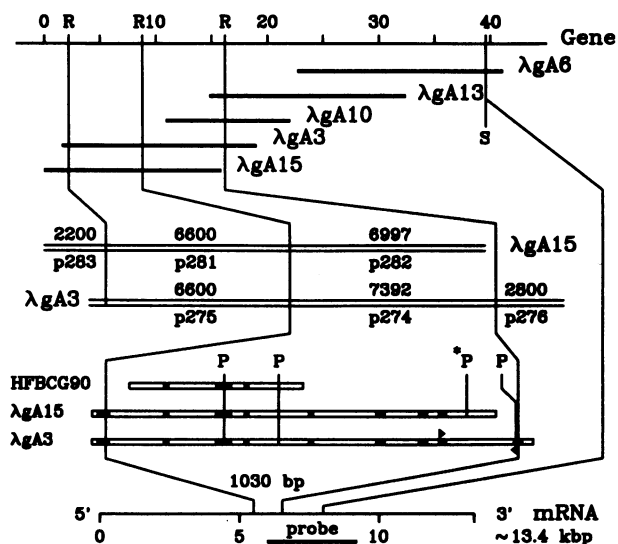 0 R R10 R 20 30 40
Gene
λgA6
λgA13
λgA10
S
λgA3
λgA15
2200 6600 6997
λgA15
p283 p281 p282
6600 7392 2800
λgA3
p275 p274 p276
P P *P P
HFBCG90
λgA15
λgA3
1030 bp
5' 3' mRNA
probe
0 5 10 ~13.4 kbp